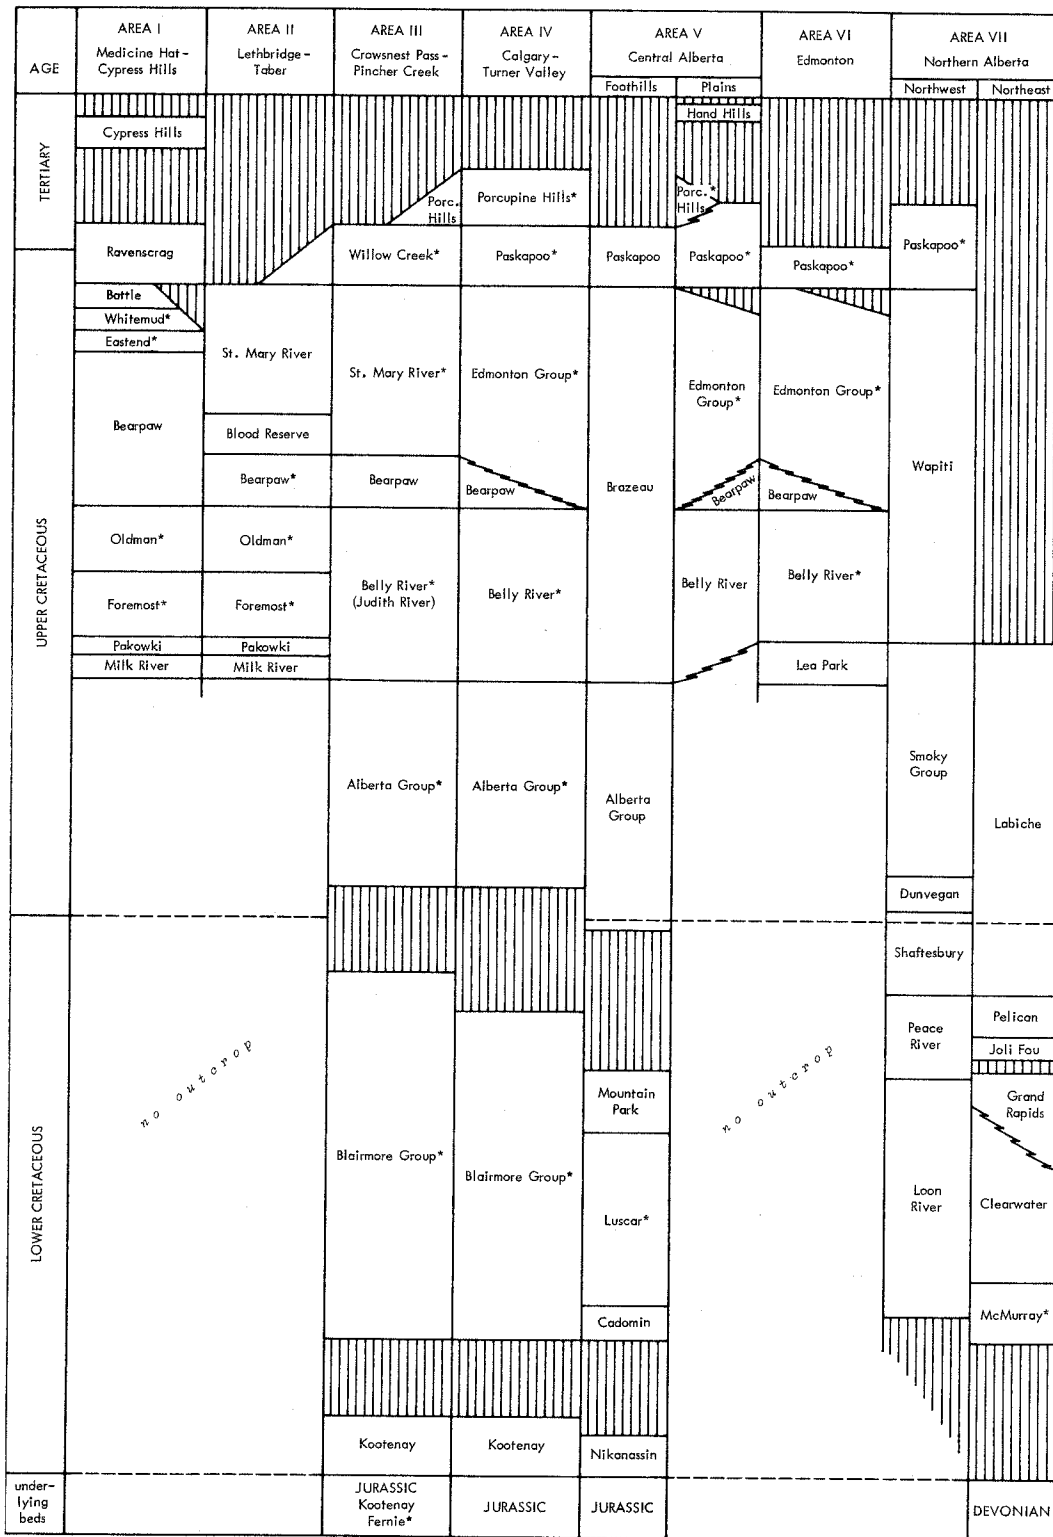 AGE
AREA I
Medicine Hat-
Cypress Hills
AREA II
Lethbridge-
Taber
AREA III
Crowsnest Pass-
Pincher Creek
AREA IV
Calgary-
Turner Valley
AREA V
Central Alberta
Foothills
Plains
AREA VI
Edmonton
AREA VII
Northern Alberta
Northwest
Northeast
TERTIARY
UPPER CRETACEOUS
LOWER CRETACEOUS
under-
lying
beds
Cypress Hills
Ravenscrag
Battle
Whitemud*
Eastend*
Bearpaw
Oldman*
Foremost*
Pakowki
Milk River
St. Mary River
Blood Reserve
Bearpaw*
Oldman*
Foremost*
Pakowki
Milk River
no outcrop
Porc.
Hills
Willow Creek*
St. Mary River*
Bearpaw
Belly River*
(Judith River)
Alberta Group*
Blairmore Group*
Kootenay
JURASSIC
Kootenay
Fernie*
Porcupine Hills*
Paskapoo*
Edmonton Group*
Bearpaw
Belly River*
Alberta Group*
Blairmore Group*
Kootenay
JURASSIC
Paskapoo
Brazeau
Alberta
Group
Mountain
Park
Luscar*
Cadomin
Nikanassin
JURASSIC
Hand Hills
Porc.*
Hills
Paskapoo*
Edmonton
Group*
Bearpaw
Belly River
Paskapoo*
Edmonton Group*
Bearpaw
Belly River*
Lea Park
no outcrop
Paskapoo*
Wapiti
Smoky
Group
Dunvegan
Shaftesbury
Peace
River
Loon
River
Labiche
Pelican
Joli Fou
Grand
Rapids
Clearwater
McMurray*
DEVONIAN